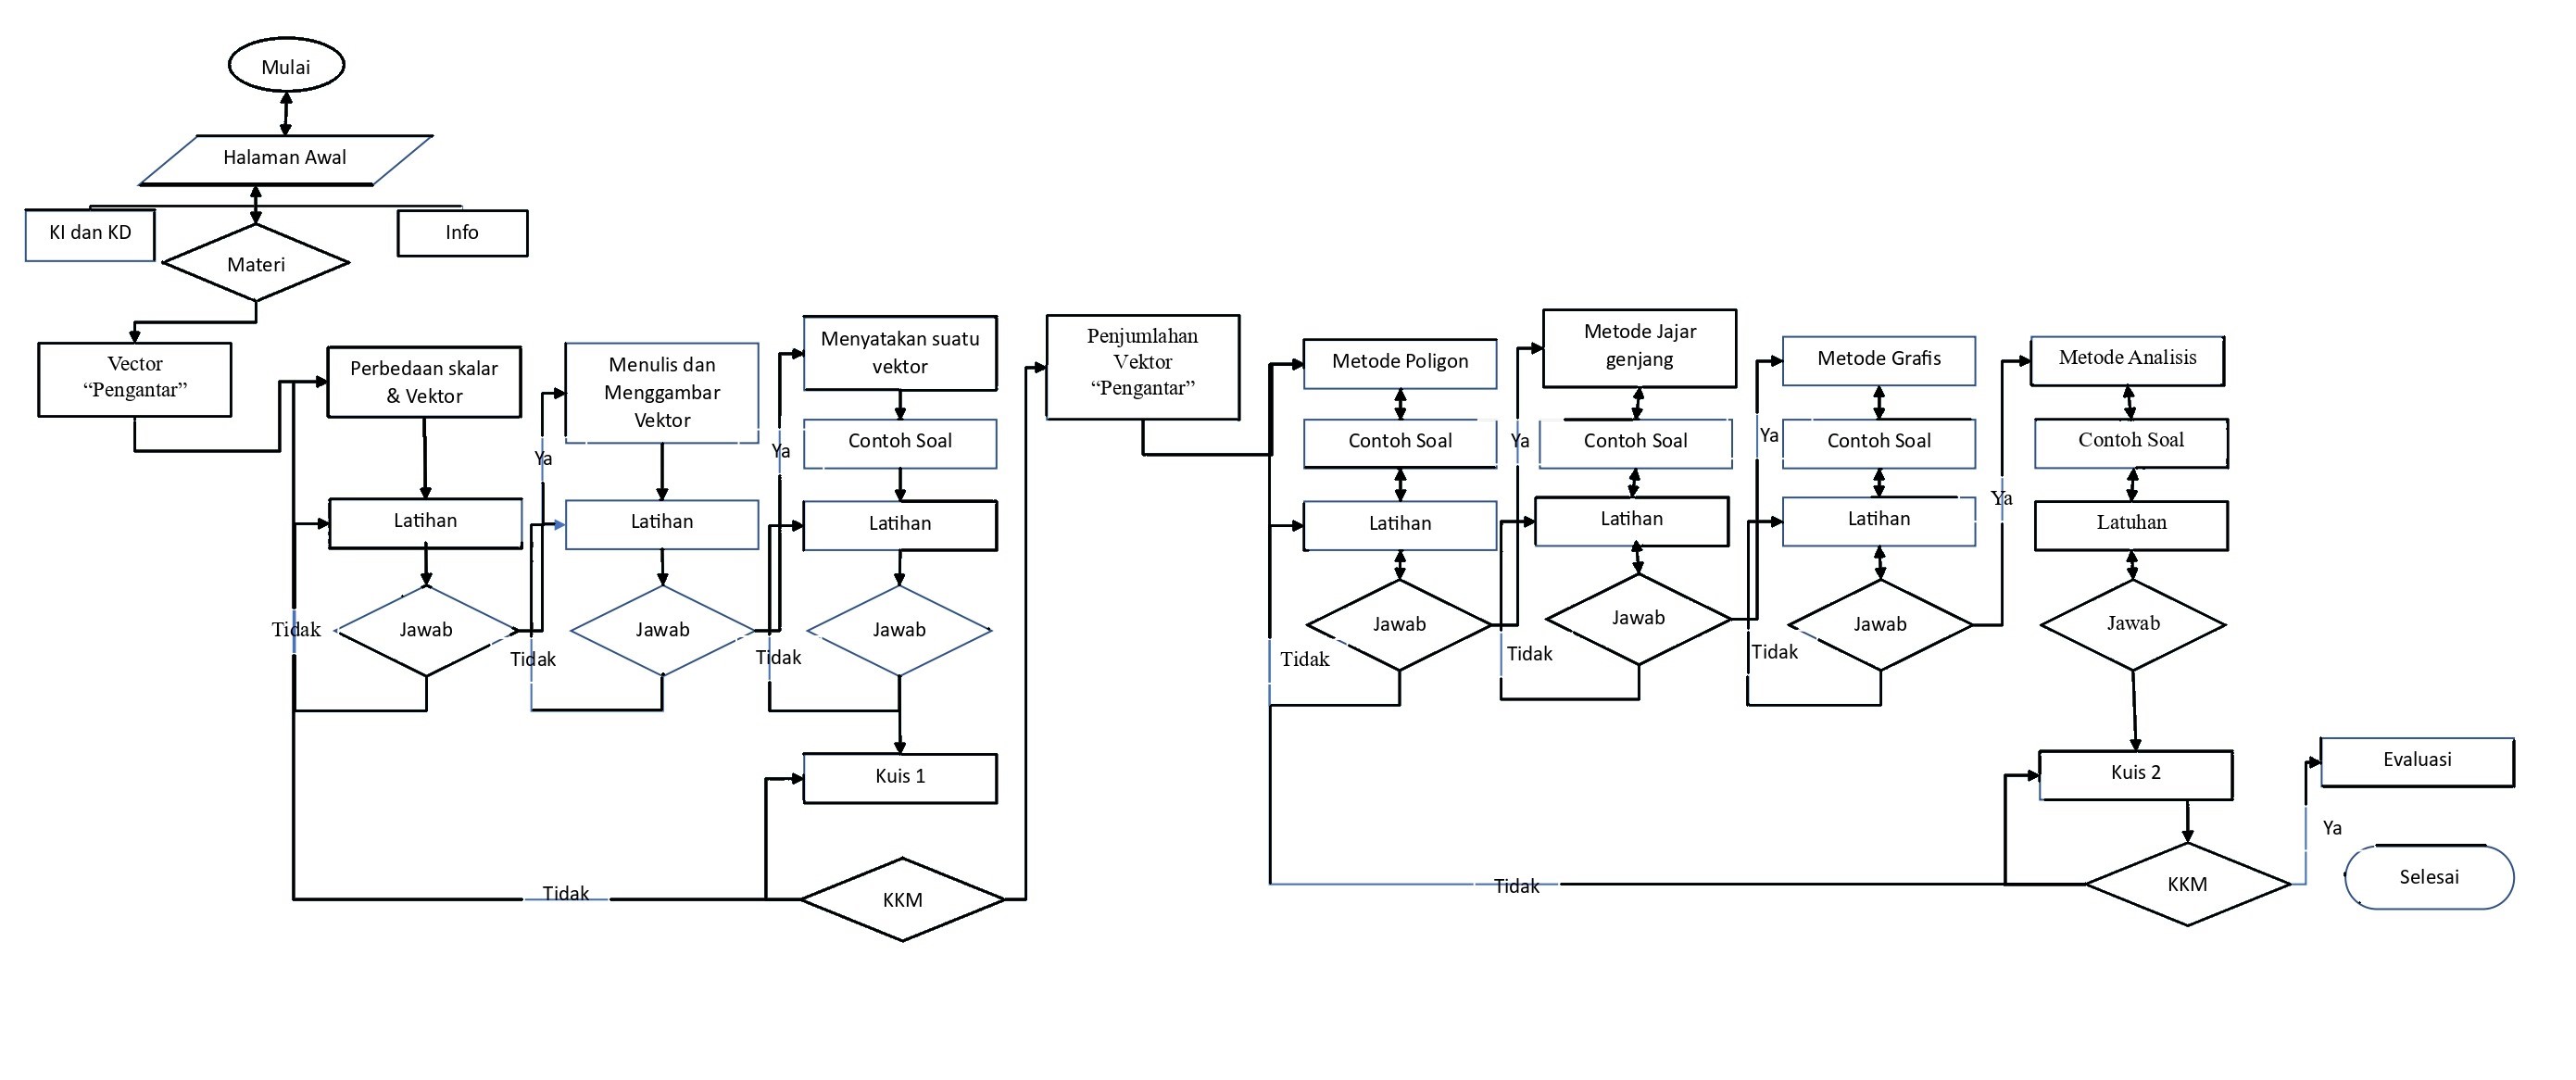 Mulai
Halaman Awal
KI dan KD
Info
Materi
Vector
“Pengantar”
Perbedaan skalar
& Vektor
Latihan
Jawab
Tidak
Ya
Menulis dan
Menggambar
Vektor
Latihan
Jawab
Tidak
Ya
Menyatakan suatu
vektor
Contoh Soal
Latihan
Jawab
Tidak
Kuis 1
KKM
Tidak
Penjumlahan
Vektor
“Pengantar”
Metode Poligon
Contoh Soal
Latihan
Jawab
Tidak
Ya
Metode Jajar
genjang
Contoh Soal
Latihan
Jawab
Tidak
Ya
Metode Grafis
Contoh Soal
Latihan
Jawab
Tidak
Ya
Metode Analisis
Contoh Soal
Latuhan
Jawab
Kuis 2
KKM
Tidak
Ya
Evaluasi
Selesai